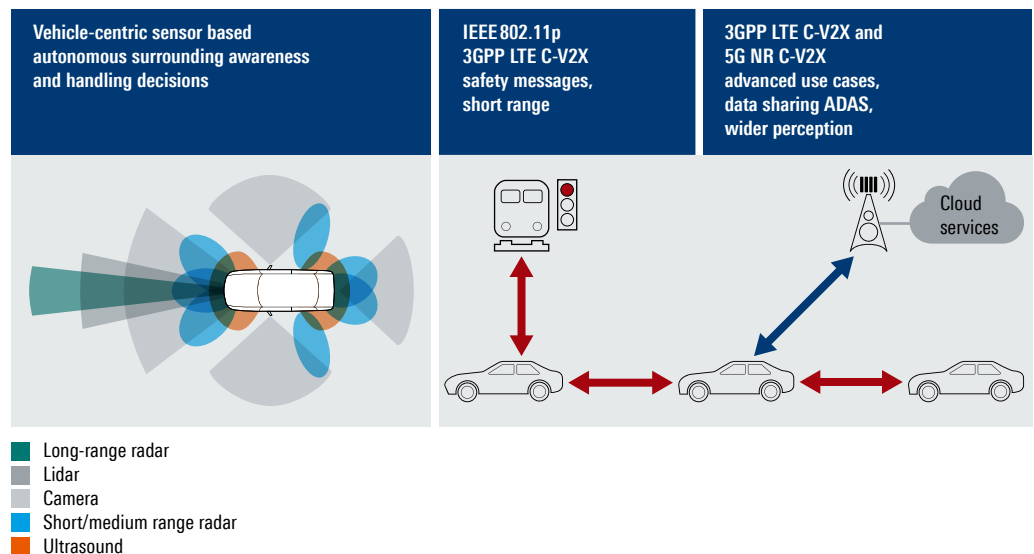 Vehicle-centric sensor based
autonomous surrounding awareness
and handling decisions
IEEE 802.11p
3GPP LTE C-V2X
safety messages,
short range
3GPP LTE C-V2X and
5G NR C-V2X
advanced use cases,
data sharing ADAS,
wider perception
Cloud
services
Long-range radar
Lidar
Camera
Short/medium range radar
Ultrasound